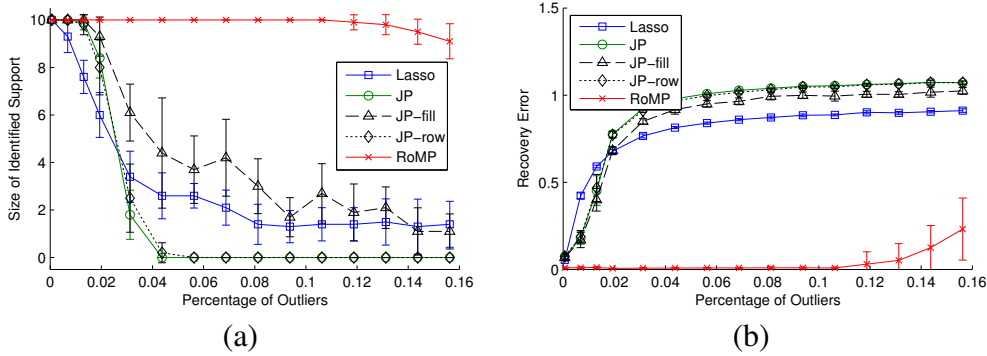 10
8
6
4
2
0
Size of Identified Support
0
0.02
0.04
0.06
0.08
0.1
0.12
0.14
0.16
Percentage of Outliers
Lasso
JP
JP−fill
JP−row
RoMP
(a)
1.5
1
0.5
0
Recovery Error
0
0.02
0.04
0.06
0.08
0.1
0.12
0.14
0.16
Percentage of Outliers
Lasso
JP
JP−fill
JP−row
RoMP
(b)